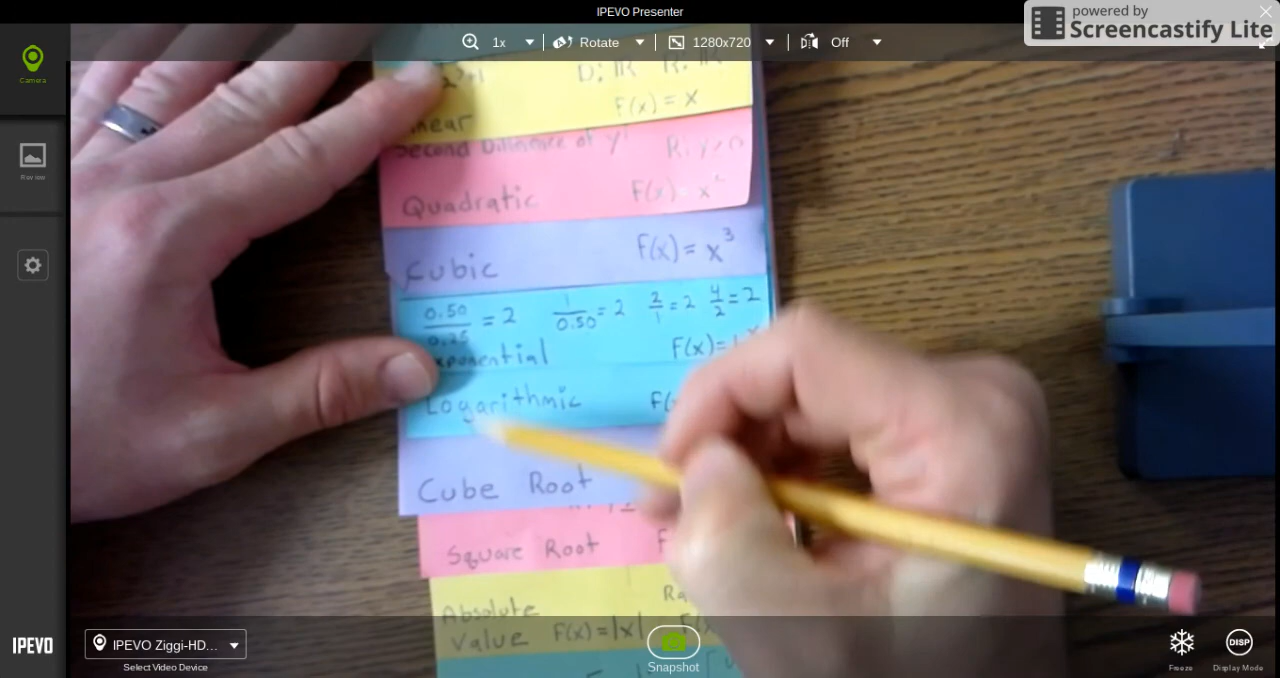 IPEVO Presenter
powered by
Screencastify Lite
1x Rotate 1280x720 Off
Camera
Review
D: ℝ R: ℝ
F(x) = x
Second Difference of y R: y>0
Quadratic F(x) = x²
Cubic F(x) = x³
0.50/0.25 = 2 1/0.50 = 2 2/1 = 2 4/2 = 2
Exponential F(x)=
Logarithmic
Cube Root
Square Root F
Absolute
Value F(x)=|x|
IPEVO
IPEVO Ziggi-HD...
Select Video Device
Snapshot
Freeze
DISP
Display Mode